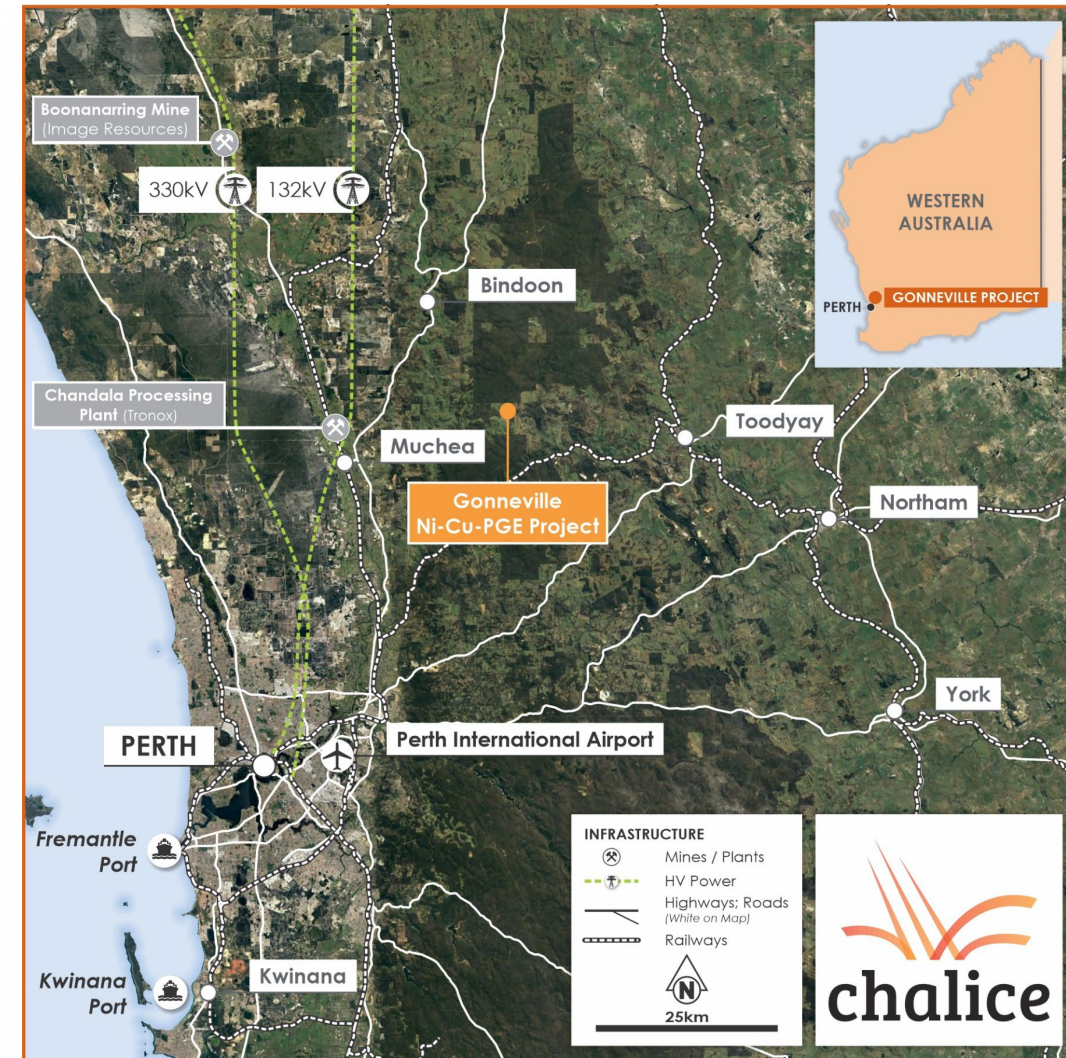 Boonanarring Mine
(Image Resources)
330kV
132kV
WESTERN
AUSTRALIA
PERTH
GONNEVILLE PROJECT
Bindoon
Chandala Processing
Plant (Tronox)
Muchea
Toodyay
Gonneville
Ni-Cu-PGE Project
Northam
York
PERTH
Perth International Airport
Fremantle
Port
Kwinana
Kwinana
Port
INFRASTRUCTURE
Mines / Plants
HV Power
Highways; Roads
(White on Map)
Railways
N
25km
chalice